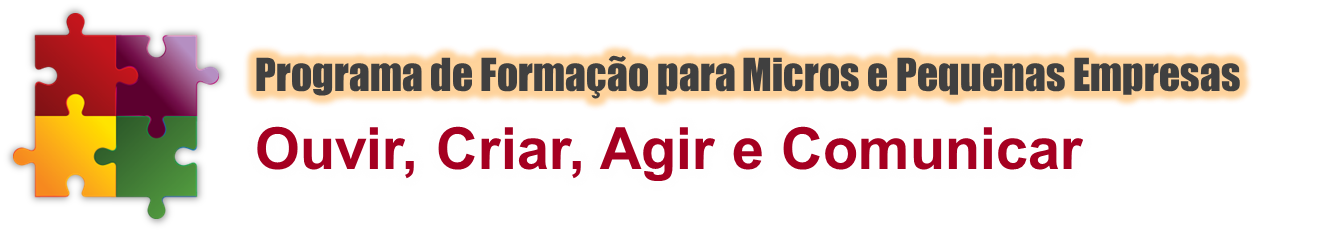 Programa de Formação para Micros e Pequenas Empresas
Ouvir, Criar, Agir e Comunicar